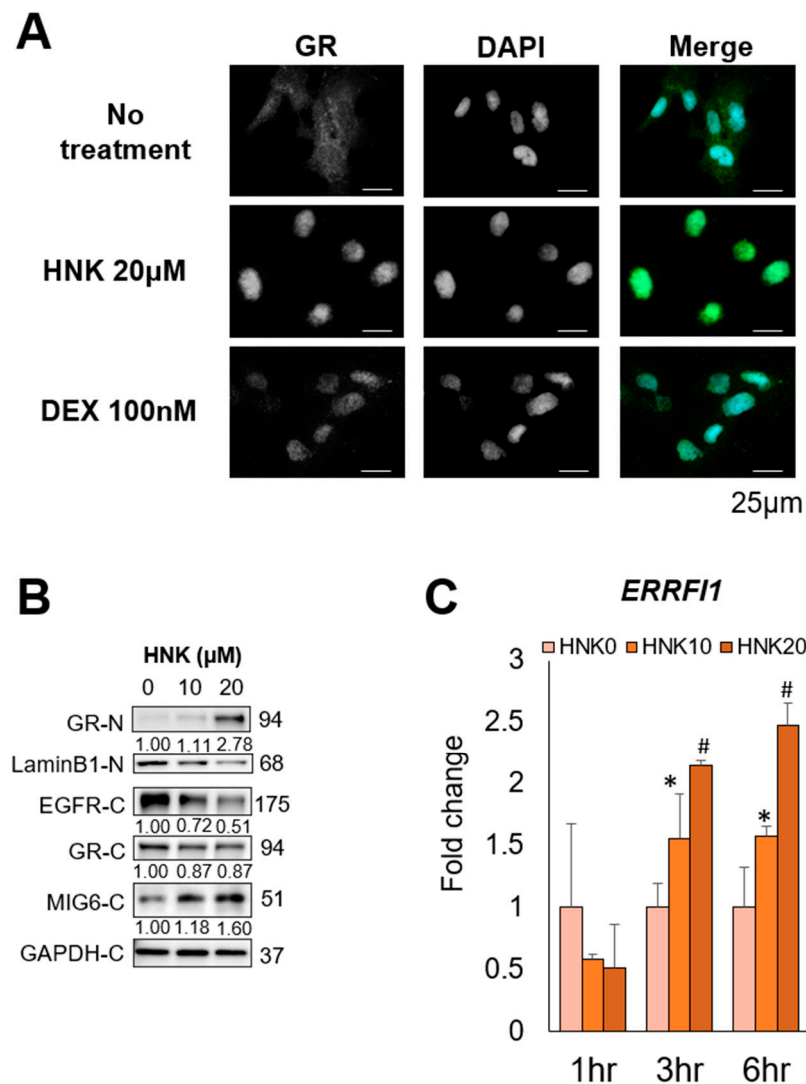 A
GR DAPI Merge
No
treatment
HNK 20µM
DEX 100nM
25µm
B
HNK (µM)
0 10 20
GR-N 94
1.00 1.11 2.78
LaminB1-N 68
EGFR-C 175
1.00 0.72 0.51
GR-C 94
1.00 0.87 0.87
MIG6-C 51
1.00 1.18 1.60
GAPDH-C 37
C
ERRFI1
HNK0 HNK10 HNK20
Fold change
3
2.5
2
1.5
1
0.5
0
* # * #
1hr 3hr 6hr